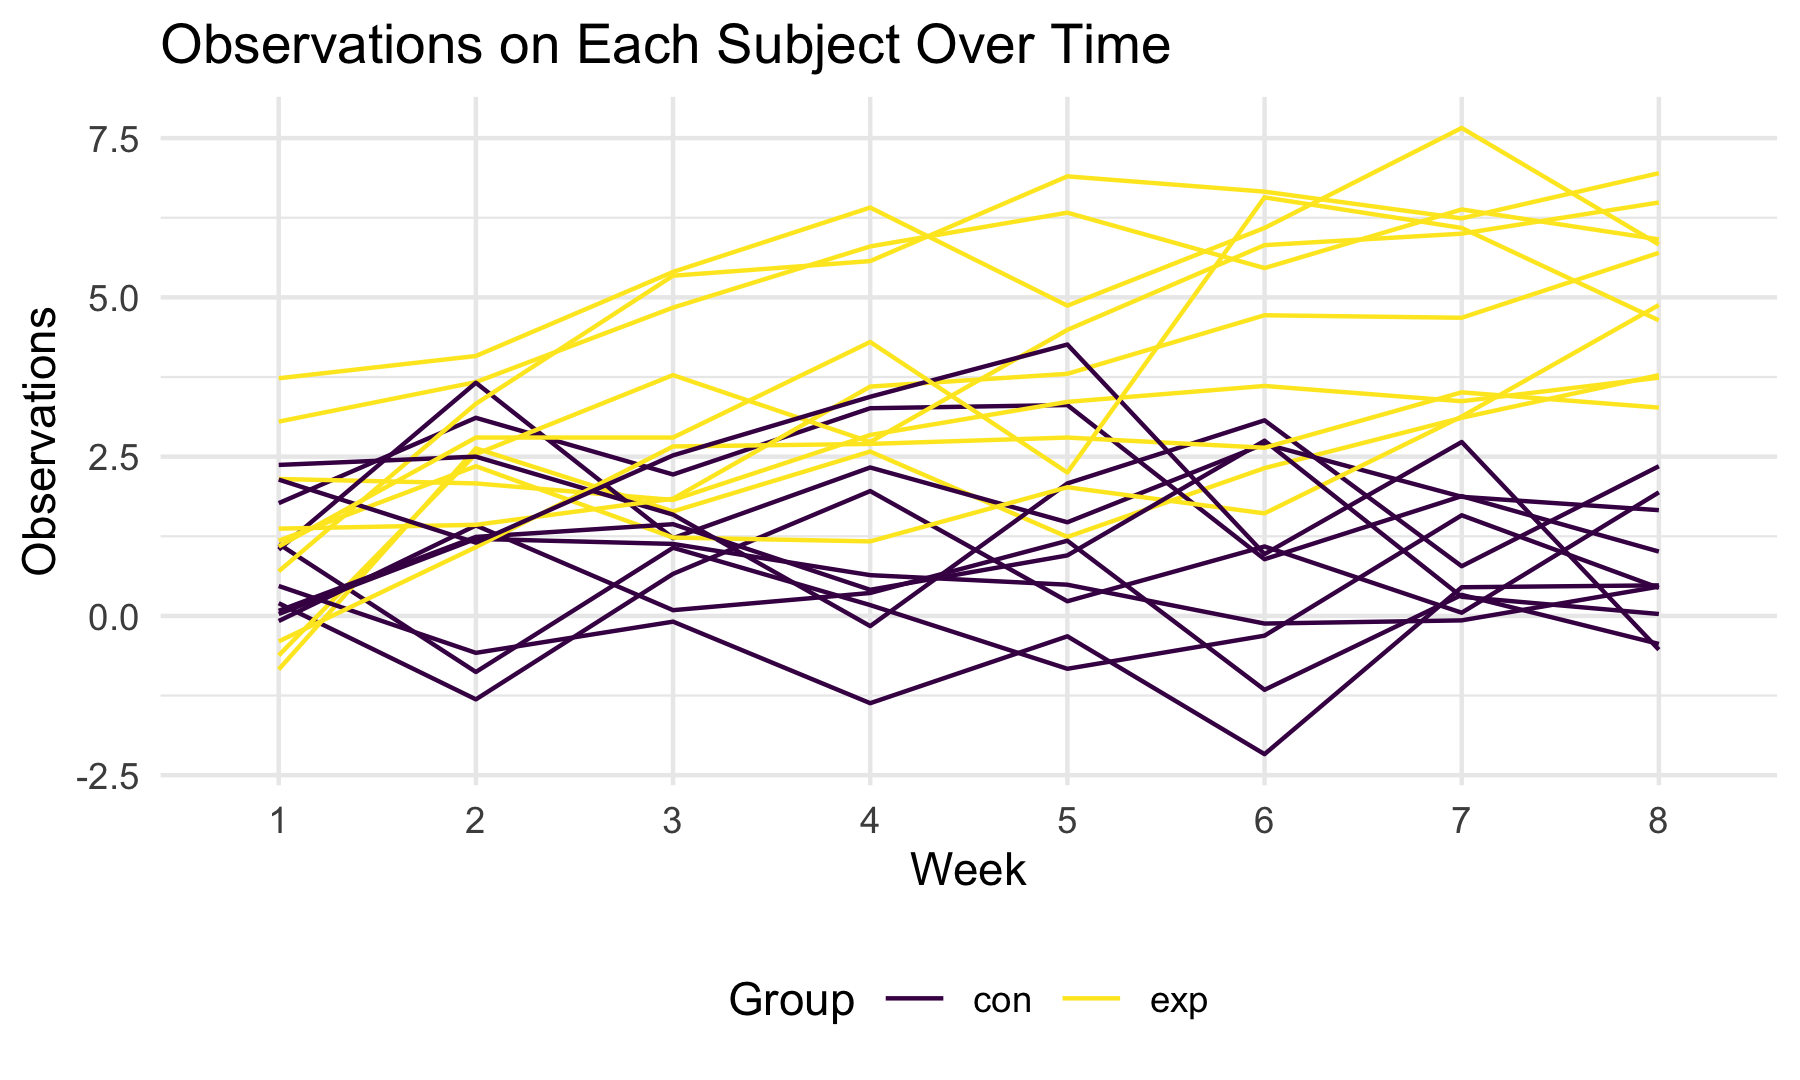 Observations on Each Subject Over Time
Observations
7.5
5.0
2.5
0.0
-2.5
1 2 3 4 5 6 7 8
Week
Group con exp